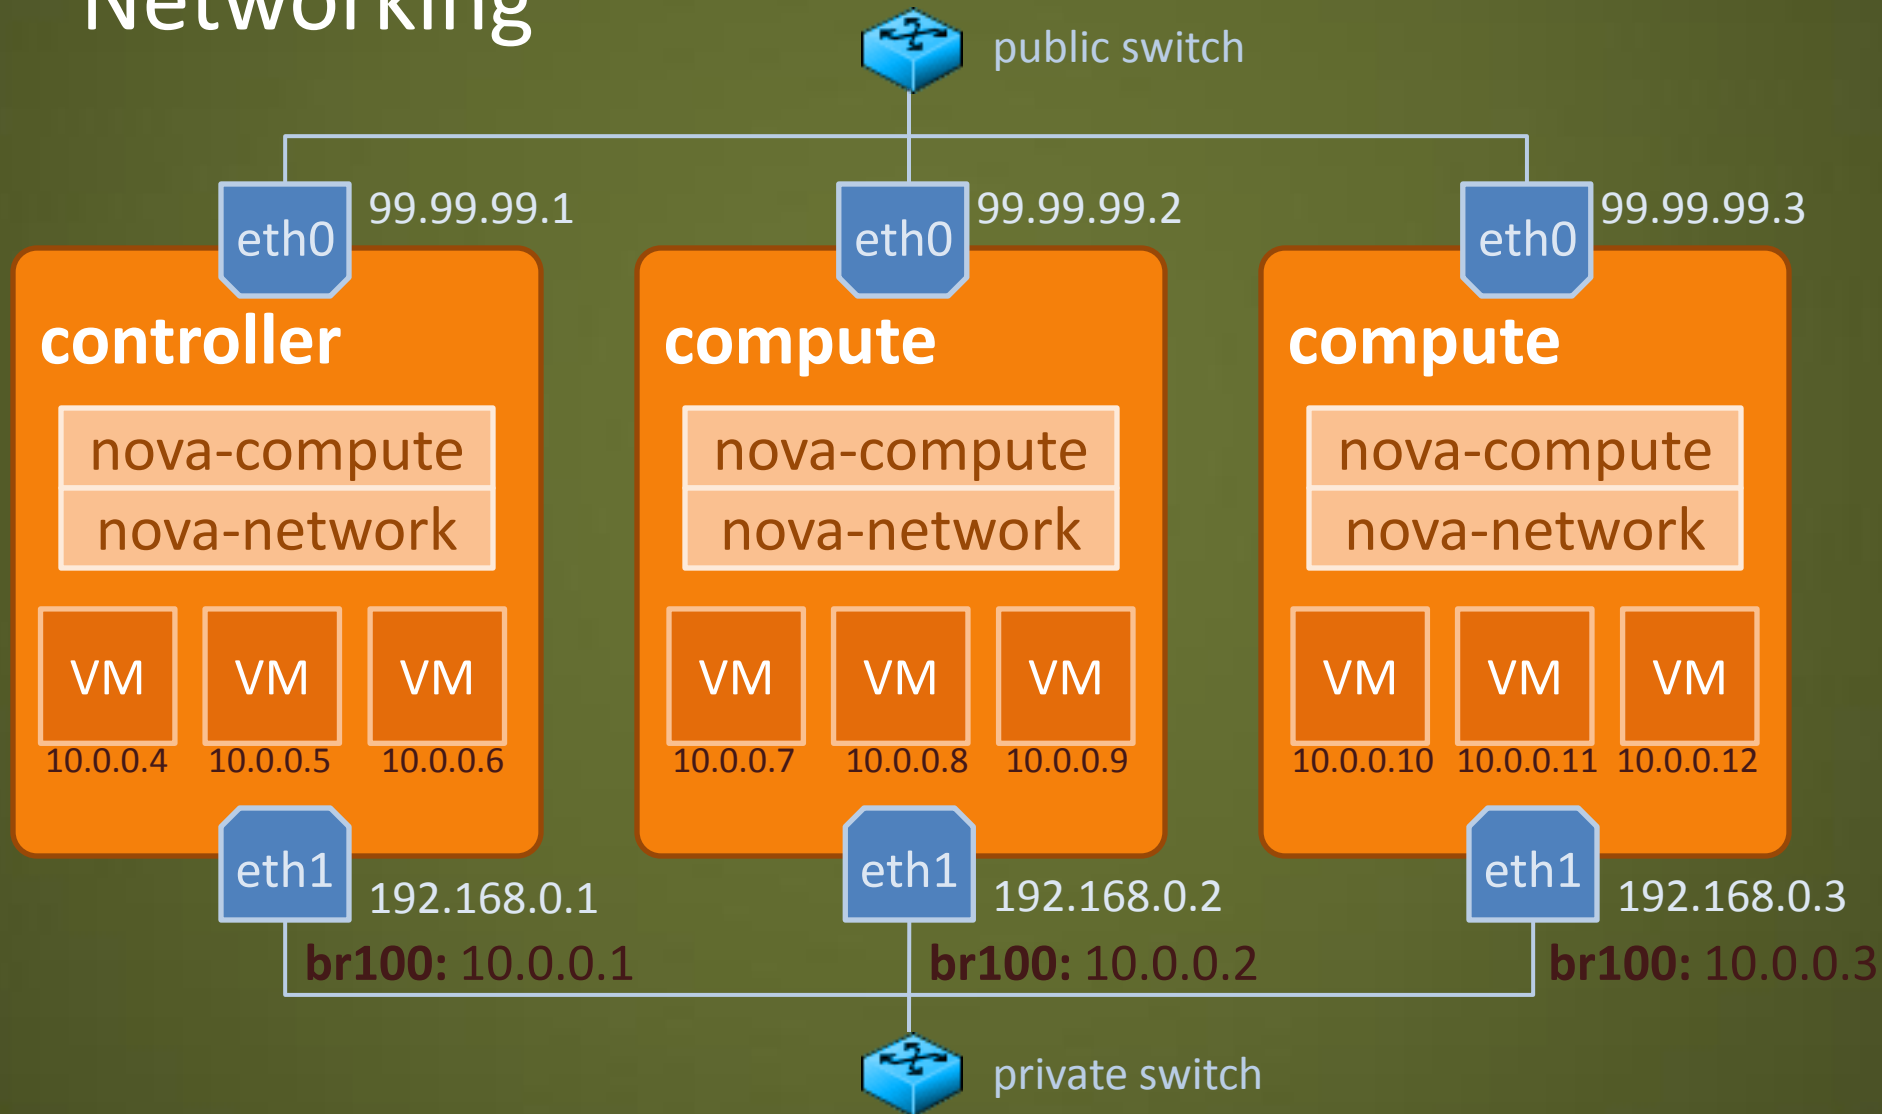 Networking
public switch
99.99.99.1
99.99.99.2
99.99.99.3
eth0
eth0
eth0
controller
compute
compute
nova-compute
nova-compute
nova-compute
nova-network
nova-network
nova-network
VM VM VM
VM VM VM
VM VM VM
10.0.0.4 10.0.0.5 10.0.0.6
10.0.0.7 10.0.0.8 10.0.0.9
10.0.0.10 10.0.0.11 10.0.0.12
eth1
eth1
eth1
192.168.0.1
192.168.0.2
192.168.0.3
br100: 10.0.0.1
br100: 10.0.0.2
br100: 10.0.0.3
private switch